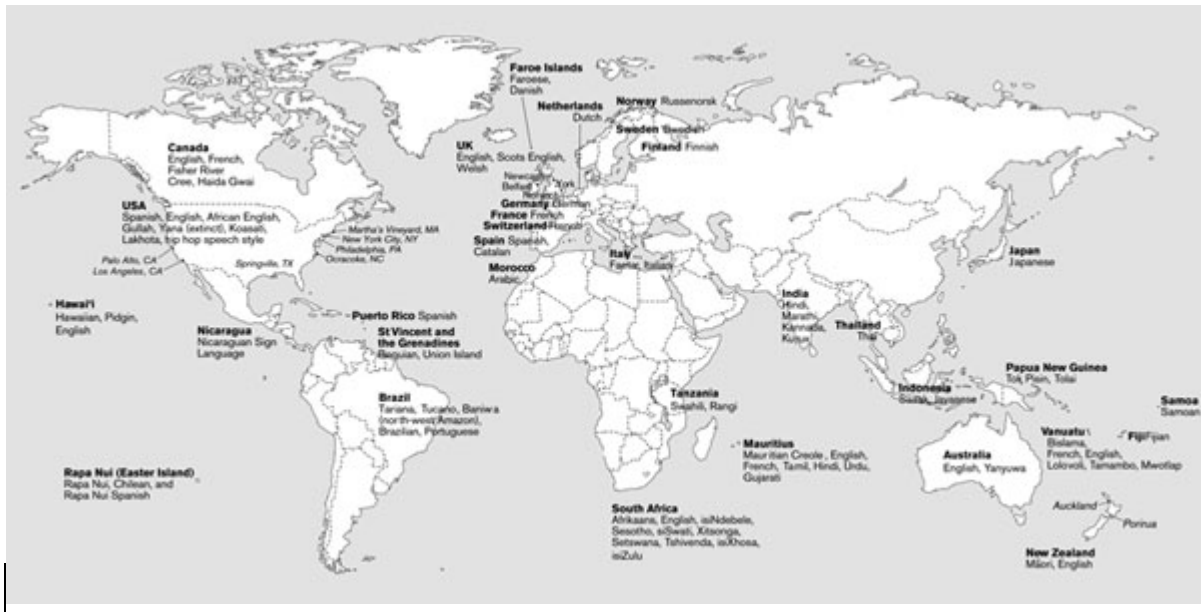 Faroe Islands
Faroese,
Danish
Netherlands
Dutch
Norway Russenorsk
Sweden Swedish
Finland Finnish
Canada
English, French,
Fisher River
Cree, Haida Gwai
UK
English, Scots English,
Welsh
Newcastle
Belfast
York
Norwich
Germany German
France French
Switzerland
Spain Spanish,
Catalan
Italy
Italian
Morocco
Arabic
USA
Spanish, English, African English,
Gullah, Yana (extinct), Koasati,
Lakhota, hip hop speech style
Martha's Vineyard, MA
New York City, NY
Philadelphia, PA
Ocracoke, NC
Palo Alto, CA
Los Angeles, CA
Springville, TX
Japan
Japanese
Hawai'i
Hawaiian, Pidgin,
English
Nicaragua
Nicaraguan Sign
Language
Puerto Rico Spanish
St Vincent and
the Grenadines
Bequian, Union Island
India
Hindi,
Marathi,
Kannada,
Thailand
Thai
Brazil
Tariana, Tucano, Baniwa
(north-west Amazon),
Brazilian, Portuguese
Tanzania
Swahili, Rangi
Indonesia
Javanese
Papua New Guinea
Tok Pisin, Tolai
Samoa
Samoan
Rapa Nui (Easter Island)
Rapa Nui, Chilean, and
Rapa Nui Spanish
Mauritius
Mauritian Creole , English,
French, Tamil, Hindi, Urdu,
Gujarati
Australia
English, Yanyuwa
Vanuatu
Bislama,
French, English,
Lolovoli, Tamambo, Mwotlap
Fiji Fijian
South Africa
Afrikaans, English, isiNdebele,
Sesotho, siSwati, Xitsonga,
Setswana, Tshivenda, isiXhosa,
isiZulu
Auckland
Porirua
New Zealand
Māori, English